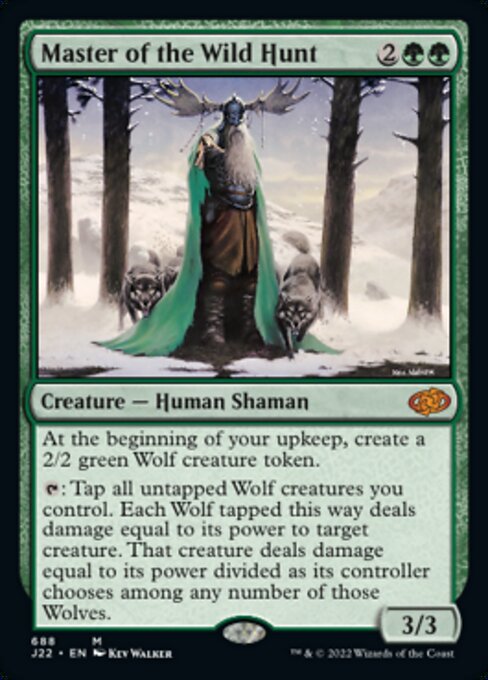 Master of the Wild Hunt 2
Creature — Human Shaman
At the beginning of your upkeep, create a
2/2 green Wolf creature token.
: Tap all untapped Wolf creatures you
control. Each Wolf tapped this way deals
damage equal to its power to target
creature. That creature deals damage
equal to its power divided as its controller
chooses among any number of those
Wolves.
3/3
688 M
J22 • EN Kev Walker
™ & © 2022 Wizards of the Coast